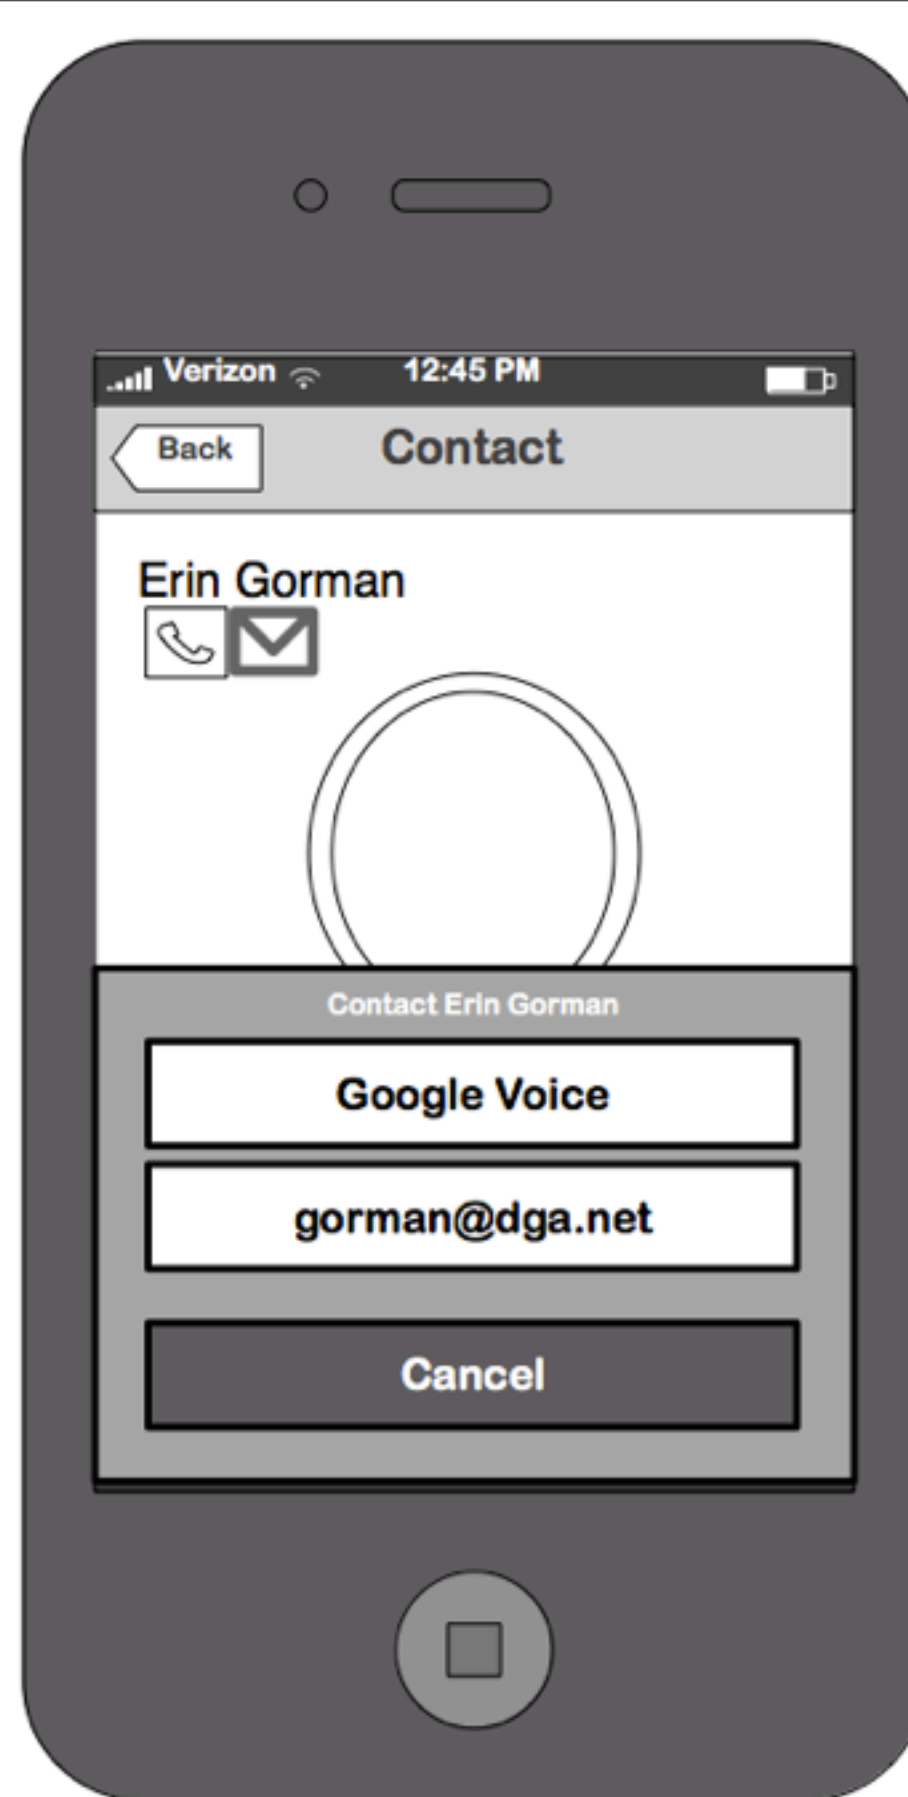 Verizon 12:45 PM
Back Contact
Erin Gorman
Contact Erin Gorman
Google Voice
gorman@dga.net
Cancel